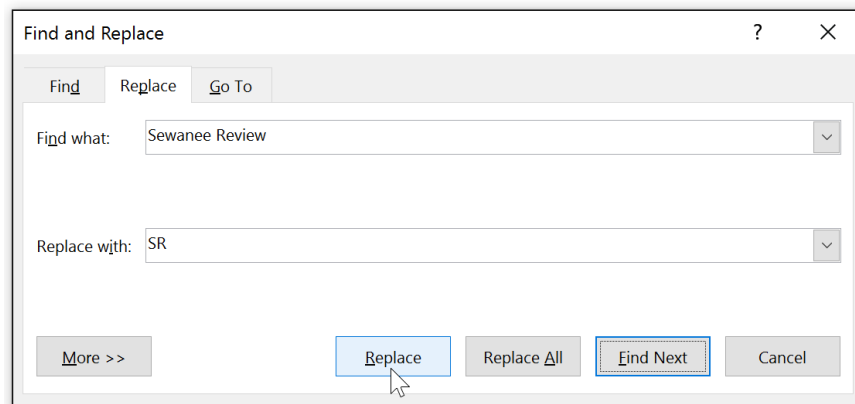 Find and Replace ?
Find Replace Go To
Find what: Sewanee Review
Replace with: SR
More >> Replace Replace All Find Next Cancel